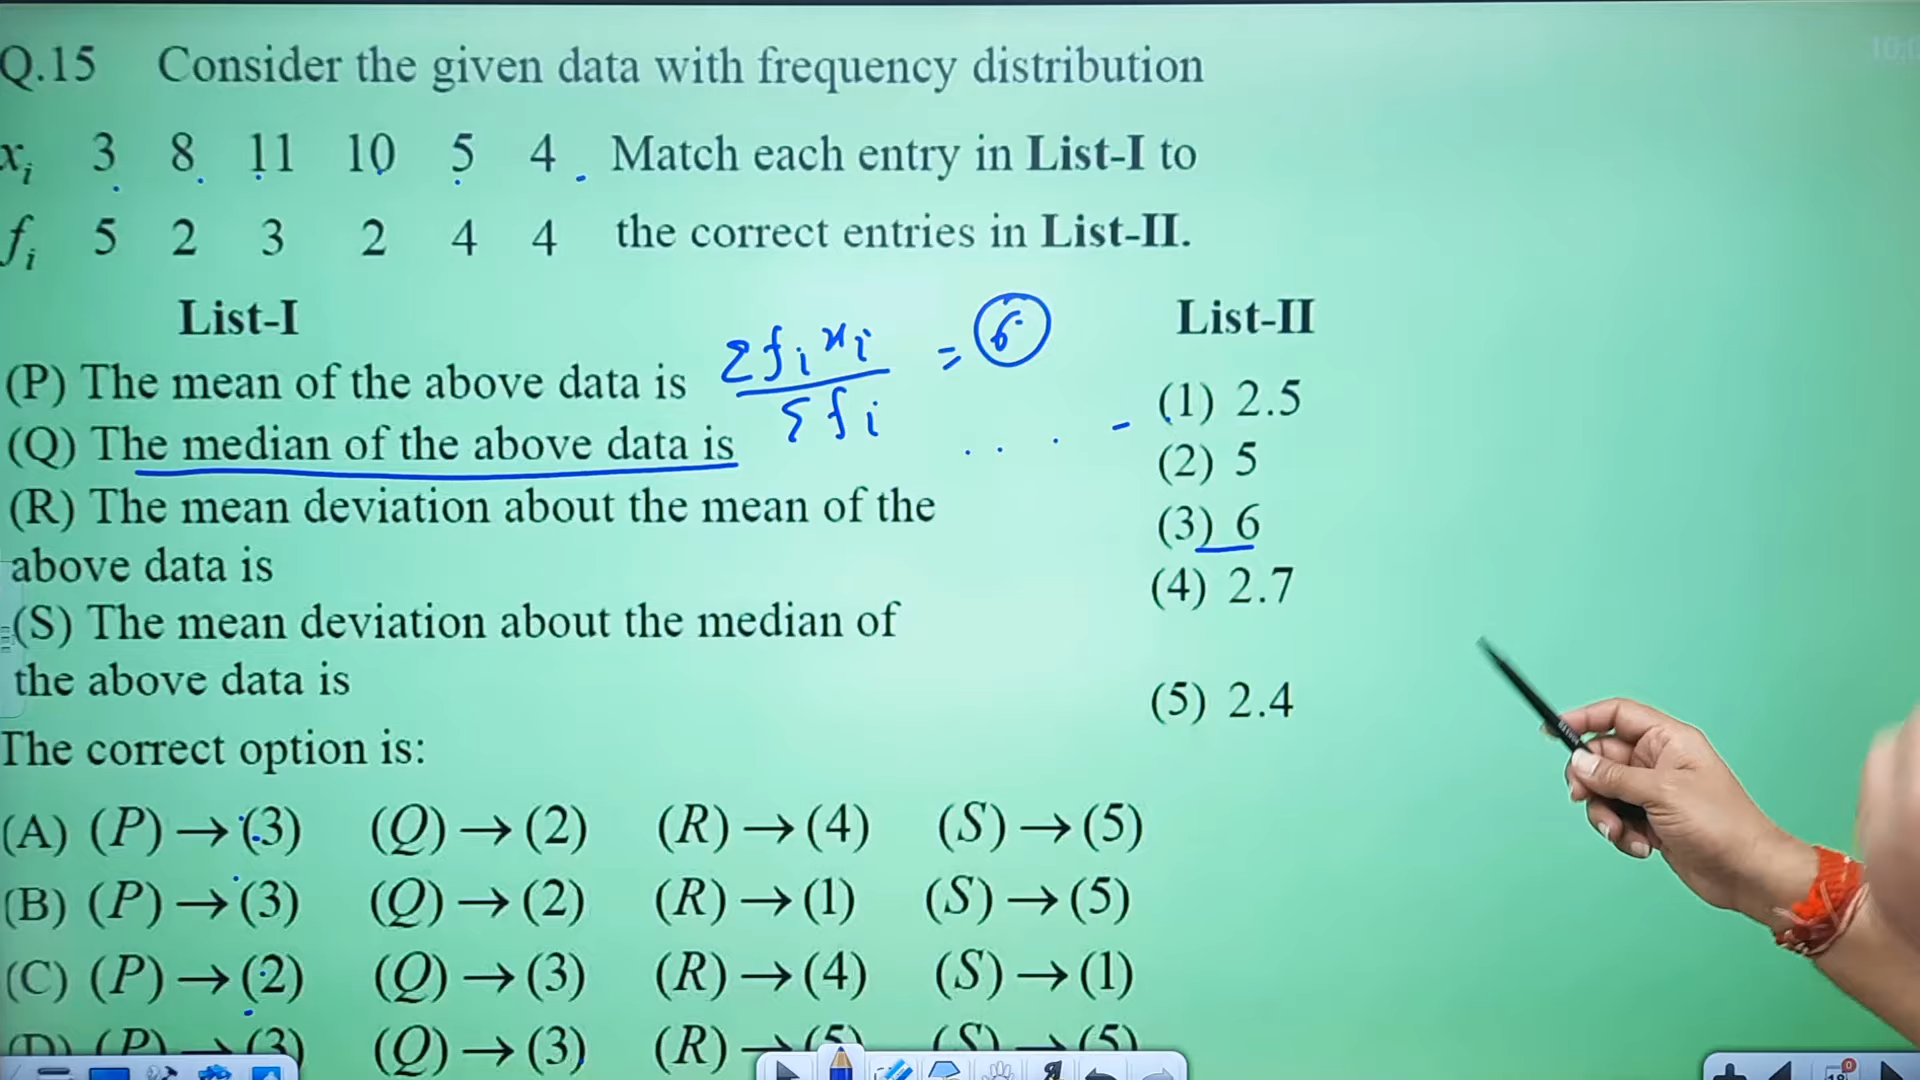 Q.15 Consider the given data with frequency distribution
xᵢ 3 8 11 10 5 4 Match each entry in List-I to
fᵢ 5 2 3 2 4 4 the correct entries in List-II.
List-I List-II
(P) The mean of the above data is Σfᵢxᵢ / Σfᵢ = 6 (1) 2.5
(Q) The median of the above data is (2) 5
(R) The mean deviation about the mean of the (3) 6
above data is (4) 2.7
(S) The mean deviation about the median of
the above data is (5) 2.4
The correct option is:
(A) (P)→(3) (Q)→(2) (R)→(4) (S)→(5)
(B) (P)→(3) (Q)→(2) (R)→(1) (S)→(5)
(C) (P)→(2) (Q)→(3) (R)→(4) (S)→(1)
(D) (P)→(3) (Q)→(3) (R)→(5) (S)→(5)